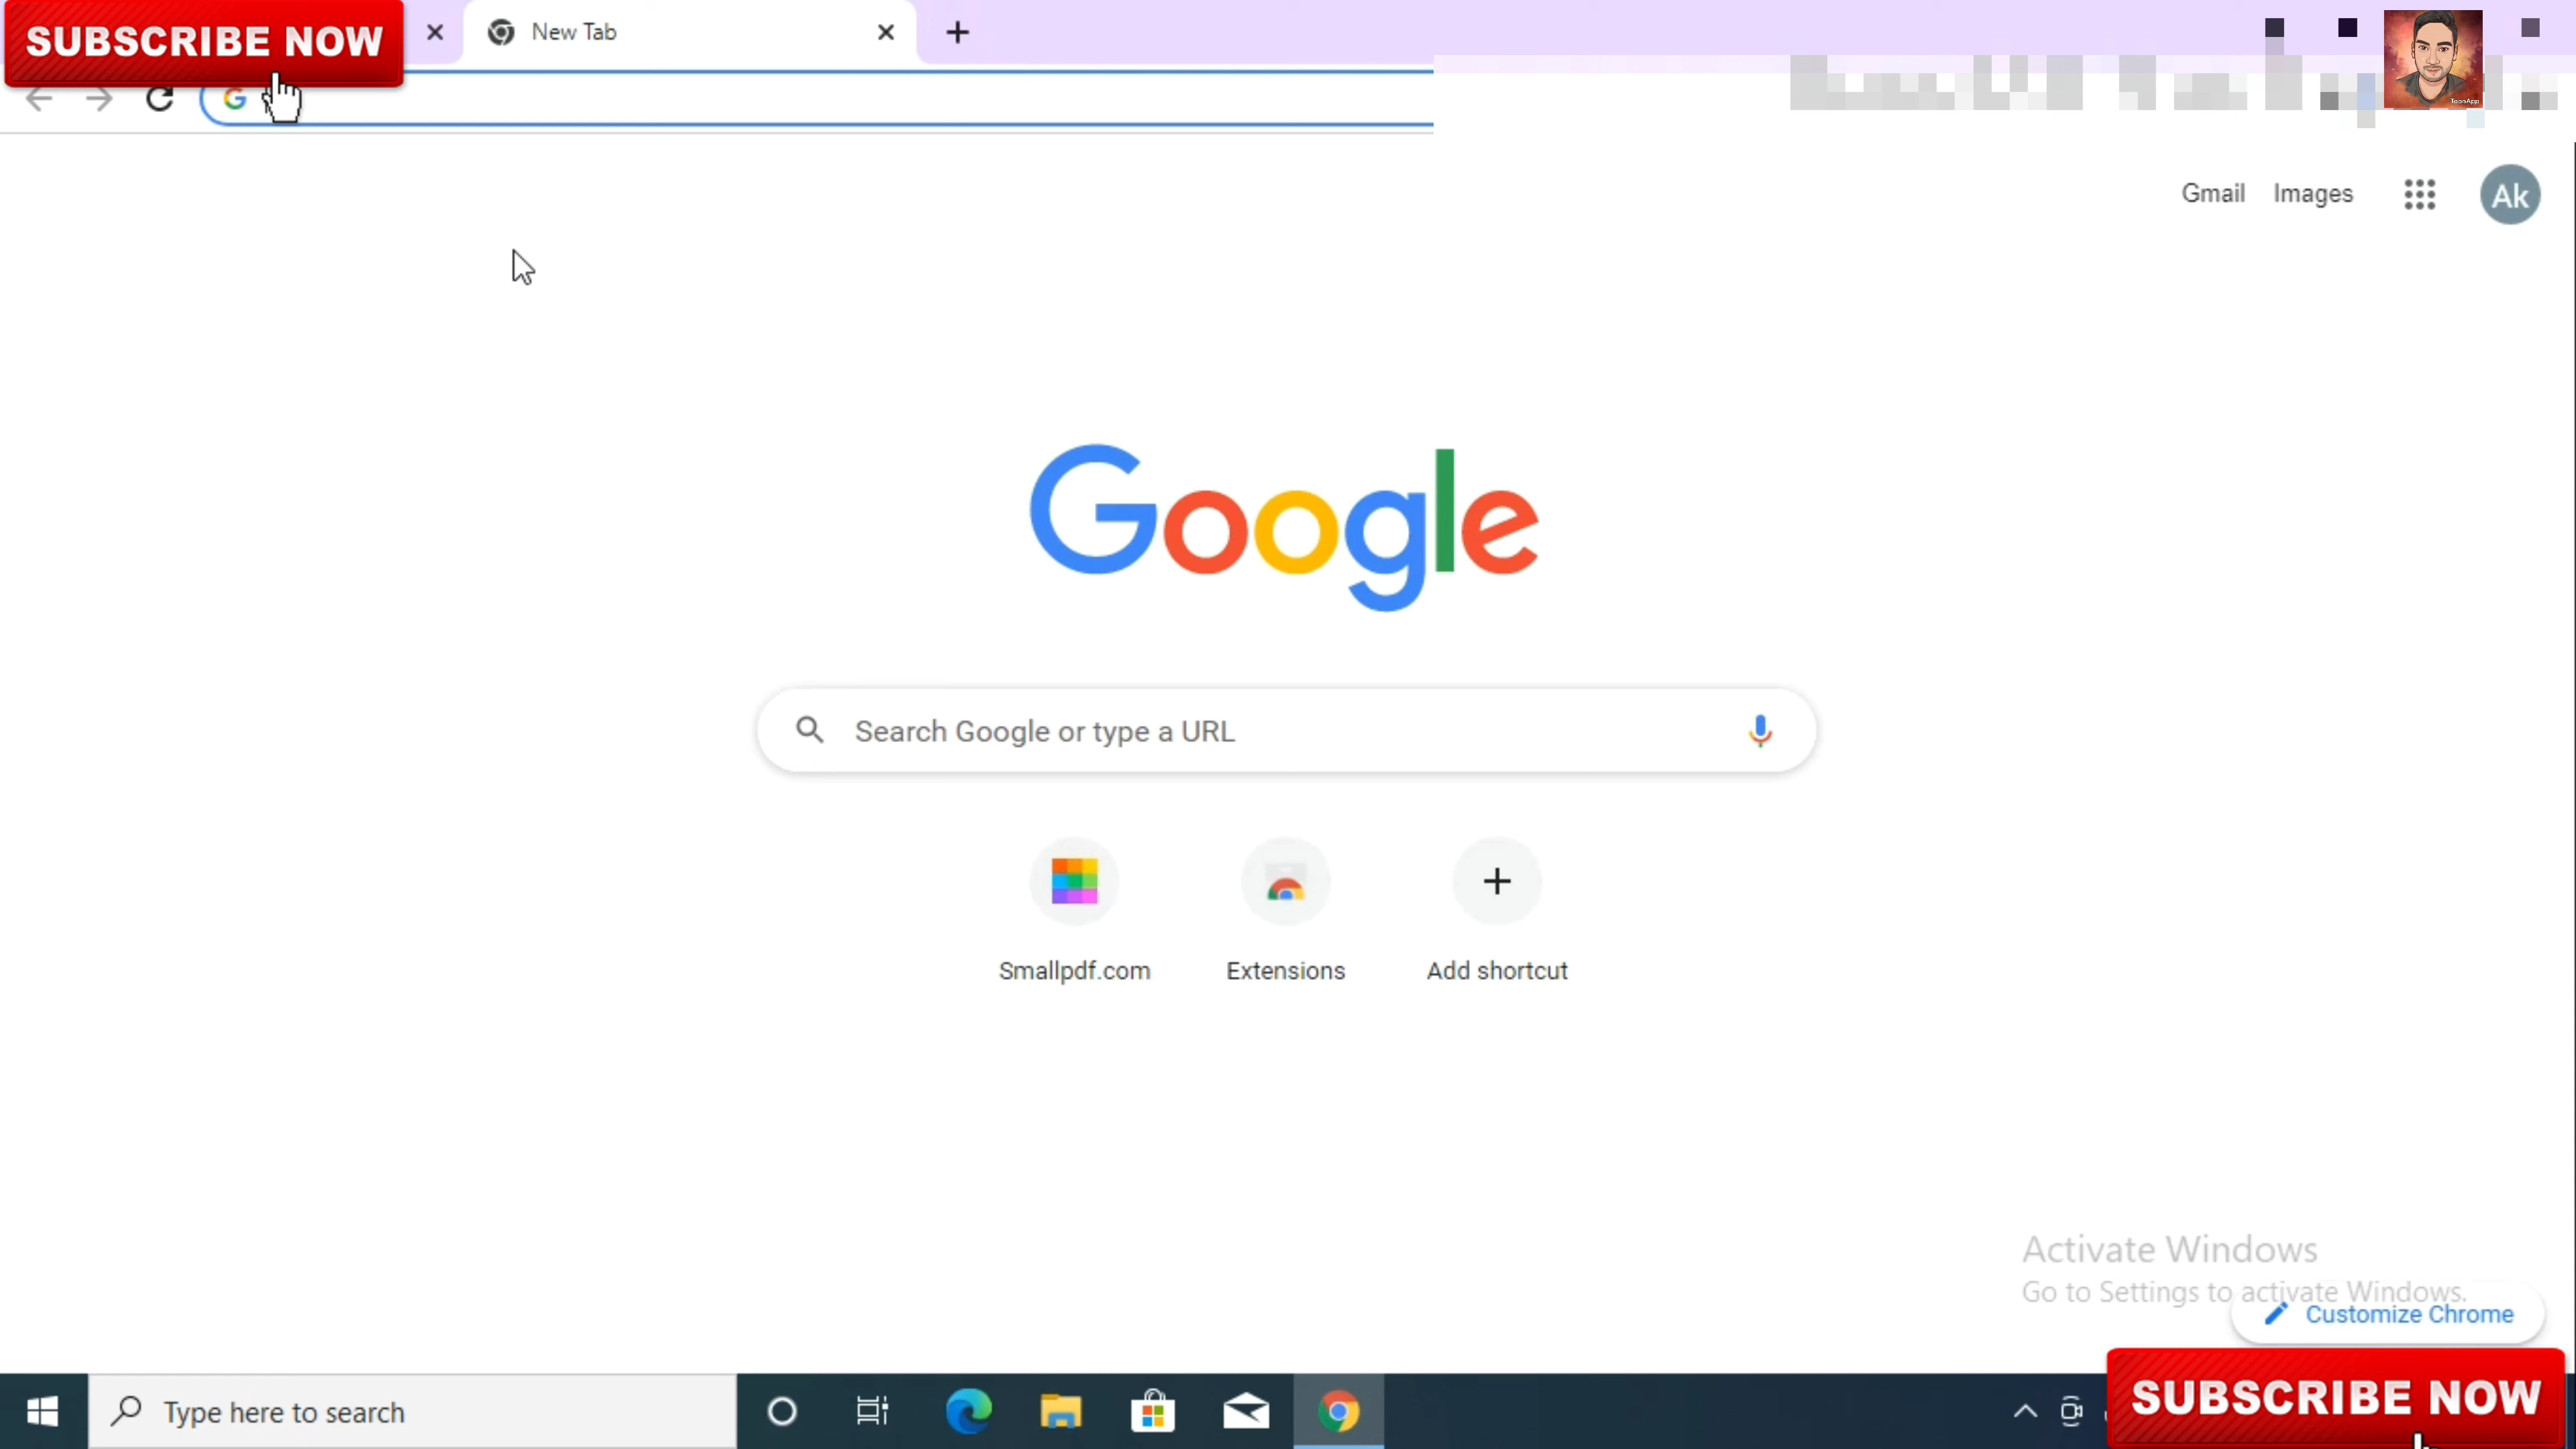 SUBSCRIBE NOW
New Tab
Gmail Images Ak
Google
Search Google or type a URL
Smallpdf.com Extensions Add shortcut
Activate Windows
Go to Settings to activate Windows.
Customize Chrome
Type here to search
SUBSCRIBE NOW